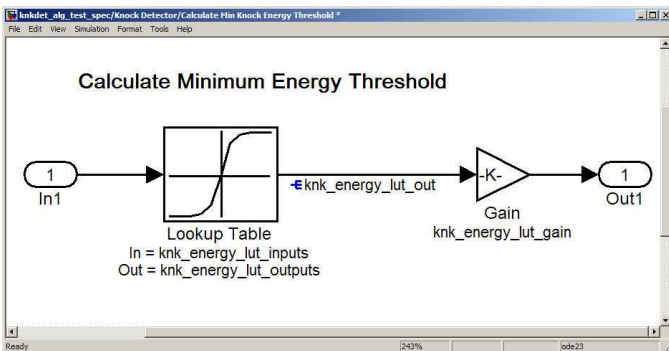 knkdet_alg_test_spec/Knock Detector/Calculate Min Knock Energy Threshold *
File Edit View Simulation Format Tools Help
Calculate Minimum Energy Threshold
1
In1
Lookup Table
In = knk_energy_lut_inputs
Out = knk_energy_lut_outputs
knk_energy_lut_out
-K-
Gain
knk_energy_lut_gain
1
Out1
Ready
243%
ode23